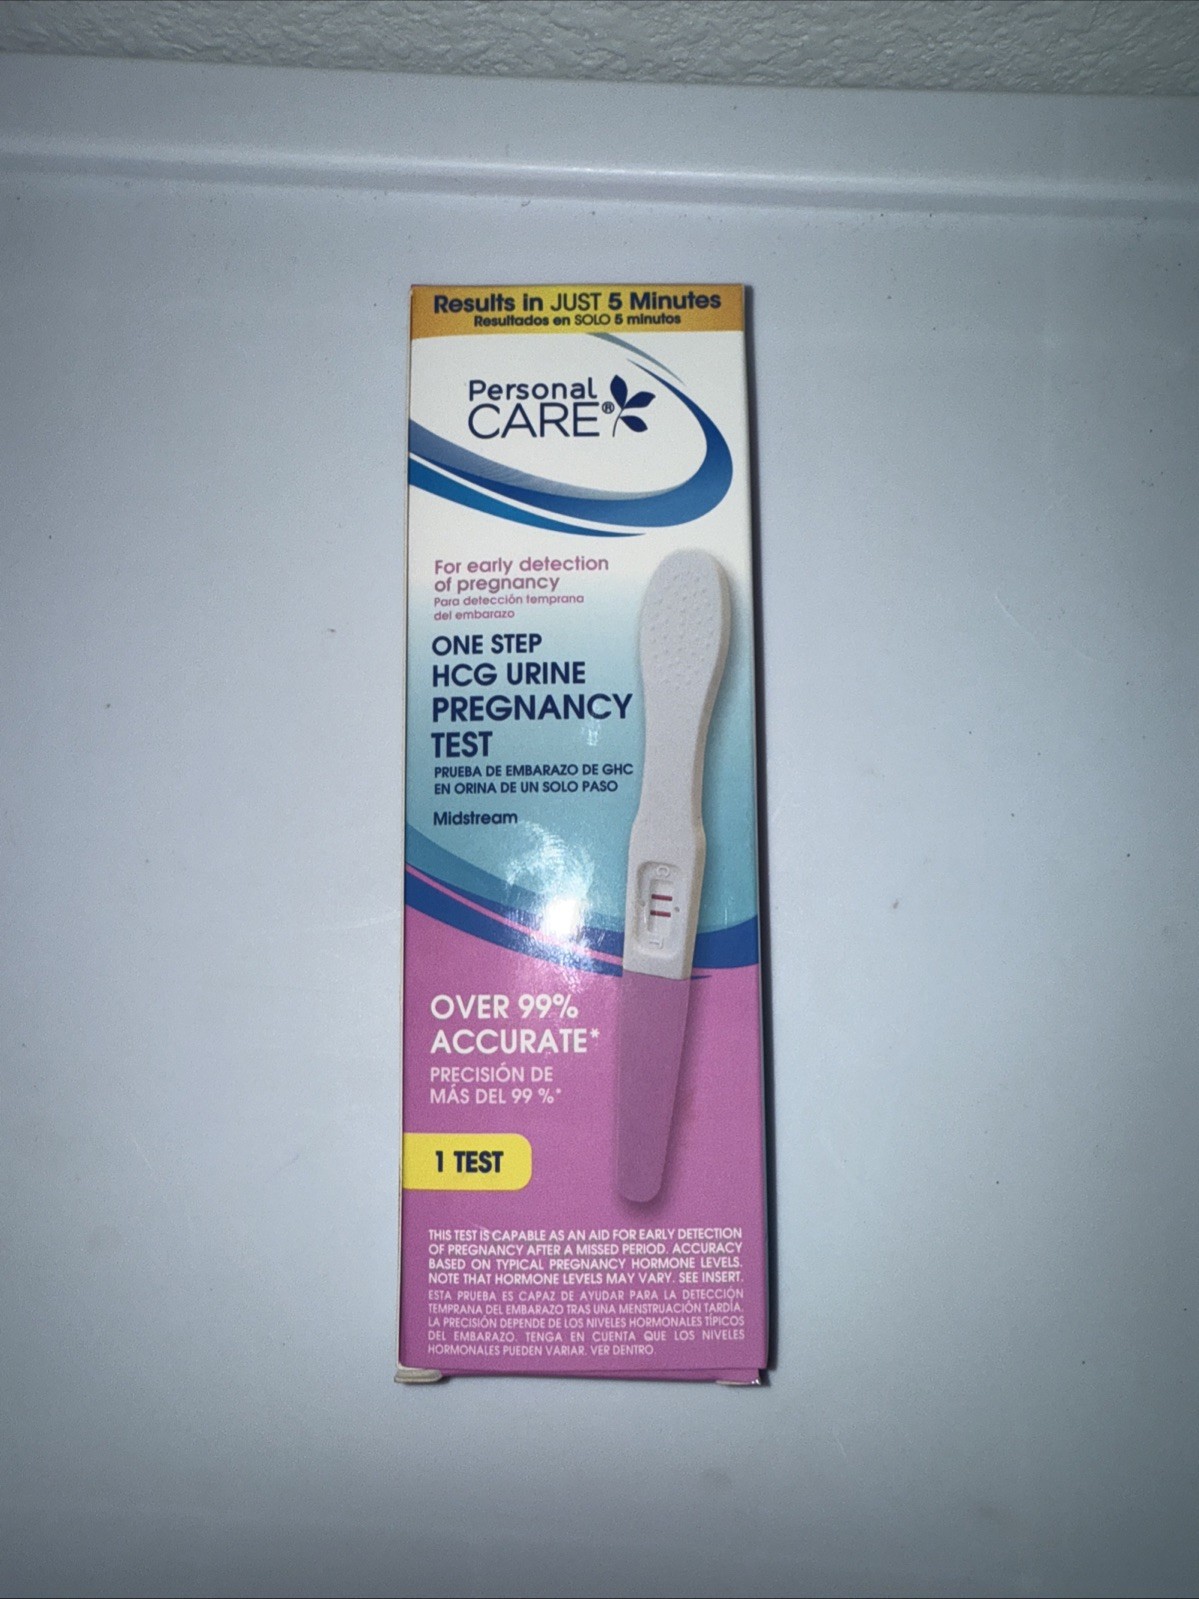 Results in JUST 5 Minutes
Resultados en SOLO 5 minutos
Personal
CARE®
For early detection
of pregnancy
Para detección temprana
del embarazo
ONE STEP
HCG URINE
PREGNANCY
TEST
PRUEBA DE EMBARAZO DE GHC
EN ORINA DE UN SOLO PASO
Midstream
C
T
OVER 99%
ACCURATE*
PRECISIÓN DE
MÁS DEL 99 %*
1 TEST
THIS TEST IS CAPABLE AS AN AID FOR EARLY DETECTION
OF PREGNANCY AFTER A MISSED PERIOD. ACCURACY
BASED ON TYPICAL PREGNANCY HORMONE LEVELS.
NOTE THAT HORMONE LEVELS MAY VARY. SEE INSERT.
ESTA PRUEBA ES CAPAZ DE AYUDAR PARA LA DETECCIÓN
TEMPRANA DEL EMBARAZO TRAS UNA MENSTRUACIÓN TARDÍA.
LA PRECISIÓN DEPENDE DE LOS NIVELES HORMONALES TÍPICOS
DEL EMBARAZO. TENGA EN CUENTA QUE LOS NIVELES
HORMONALES PUEDEN VARIAR. VER DENTRO.